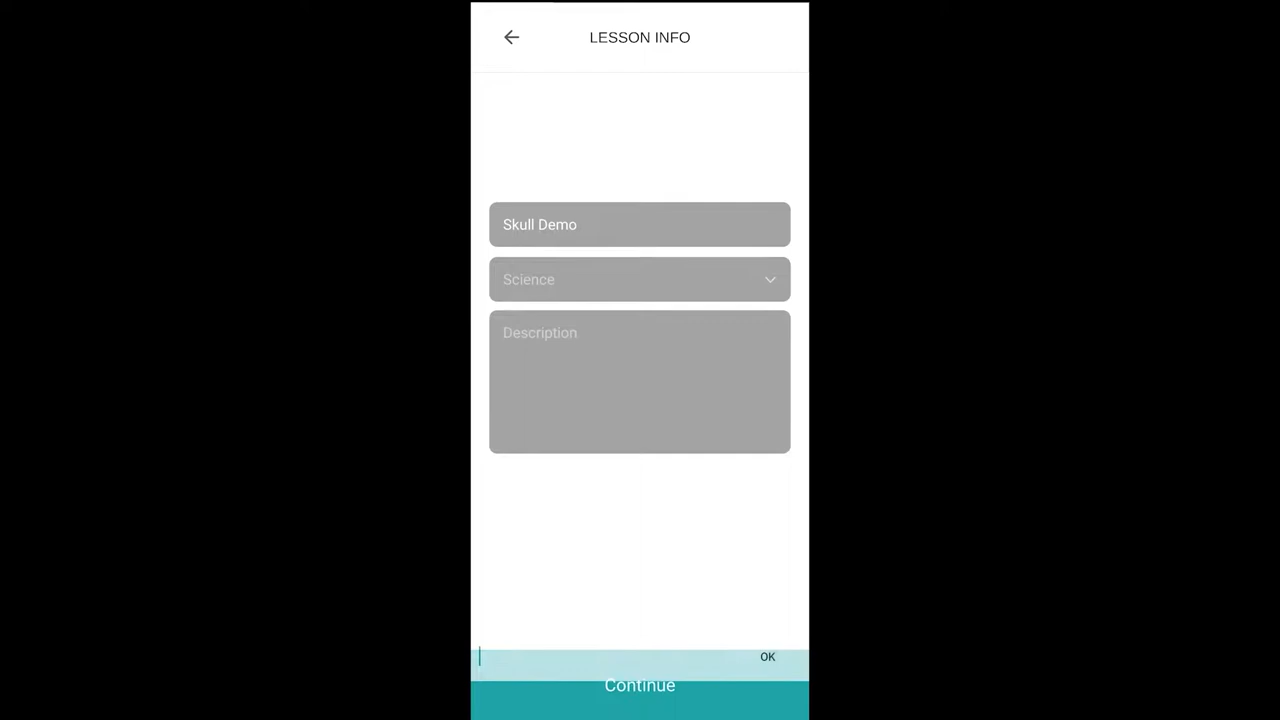 LESSON INFO
Skull Demo
Science
Description
OK
Continue